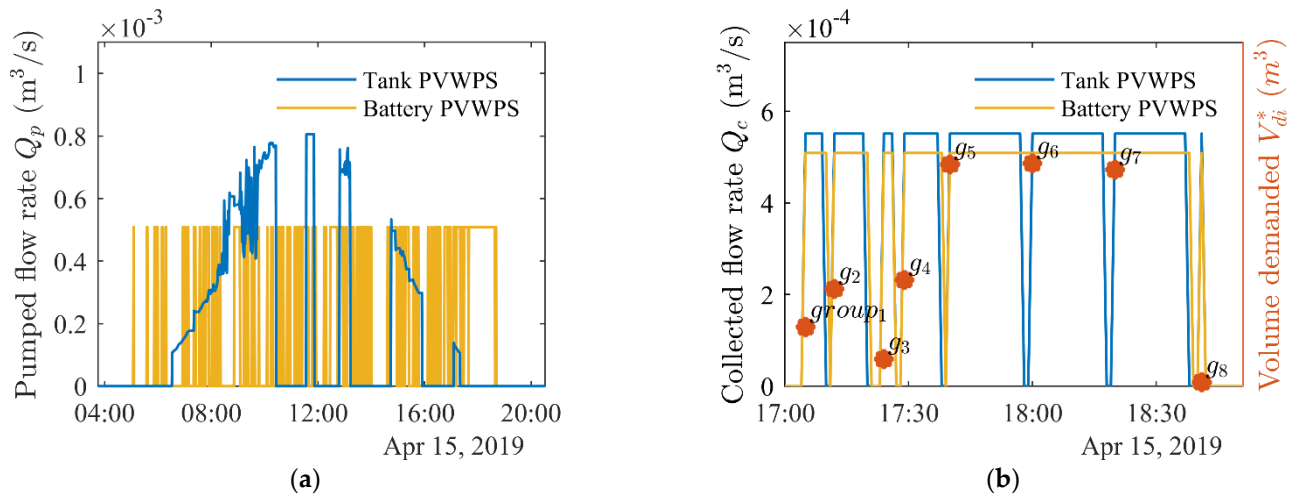 ×10⁻³
Pumped flow rate Qₚ (m³/s)
1
0.8
0.6
0.4
0.2
0
Tank PVWPS
Battery PVWPS
04:00 08:00 12:00 16:00 20:00
Apr 15, 2019
(a)
×10⁻⁴
Collected flow rate Q_c (m³/s)
6
4
2
0
Tank PVWPS
Battery PVWPS
group₁
g₂
g₃
g₄
g₅
g₆
g₇
g₈
17:00 17:30 18:00 18:30
Apr 15, 2019
Volume demanded V*_di (m³)
(b)